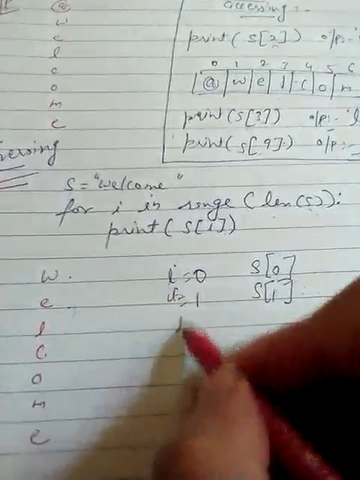 accessing :-
w
e
l
c
o
m
e
print( s[2]) o/p:-
0 1 2 3 4 5 6
@ w e l c o m
print(s[3]) o/p:- 'l
print(s[9]) o/p:-
s = "welcome"
for i in range (len(s)):
print( s[i])
w. i=0 s[0]
e. i=1 s[1]
l
c.
o
m
e